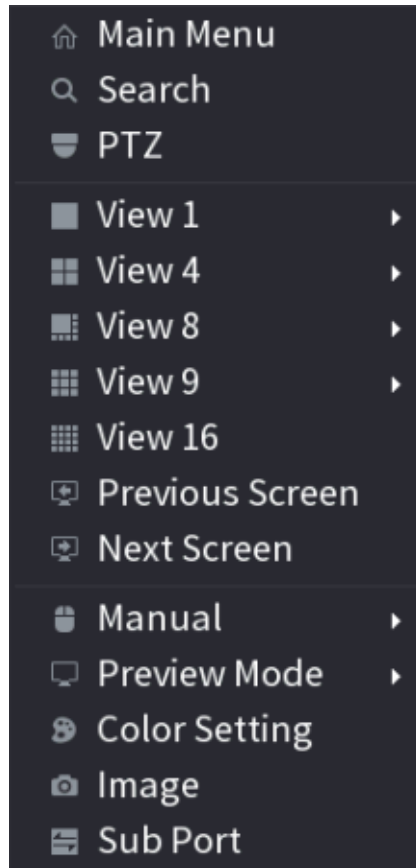 Main Menu
Search
PTZ
View 1
View 4
View 8
View 9
View 16
Previous Screen
Next Screen
Manual
Preview Mode
Color Setting
Image
Sub Port